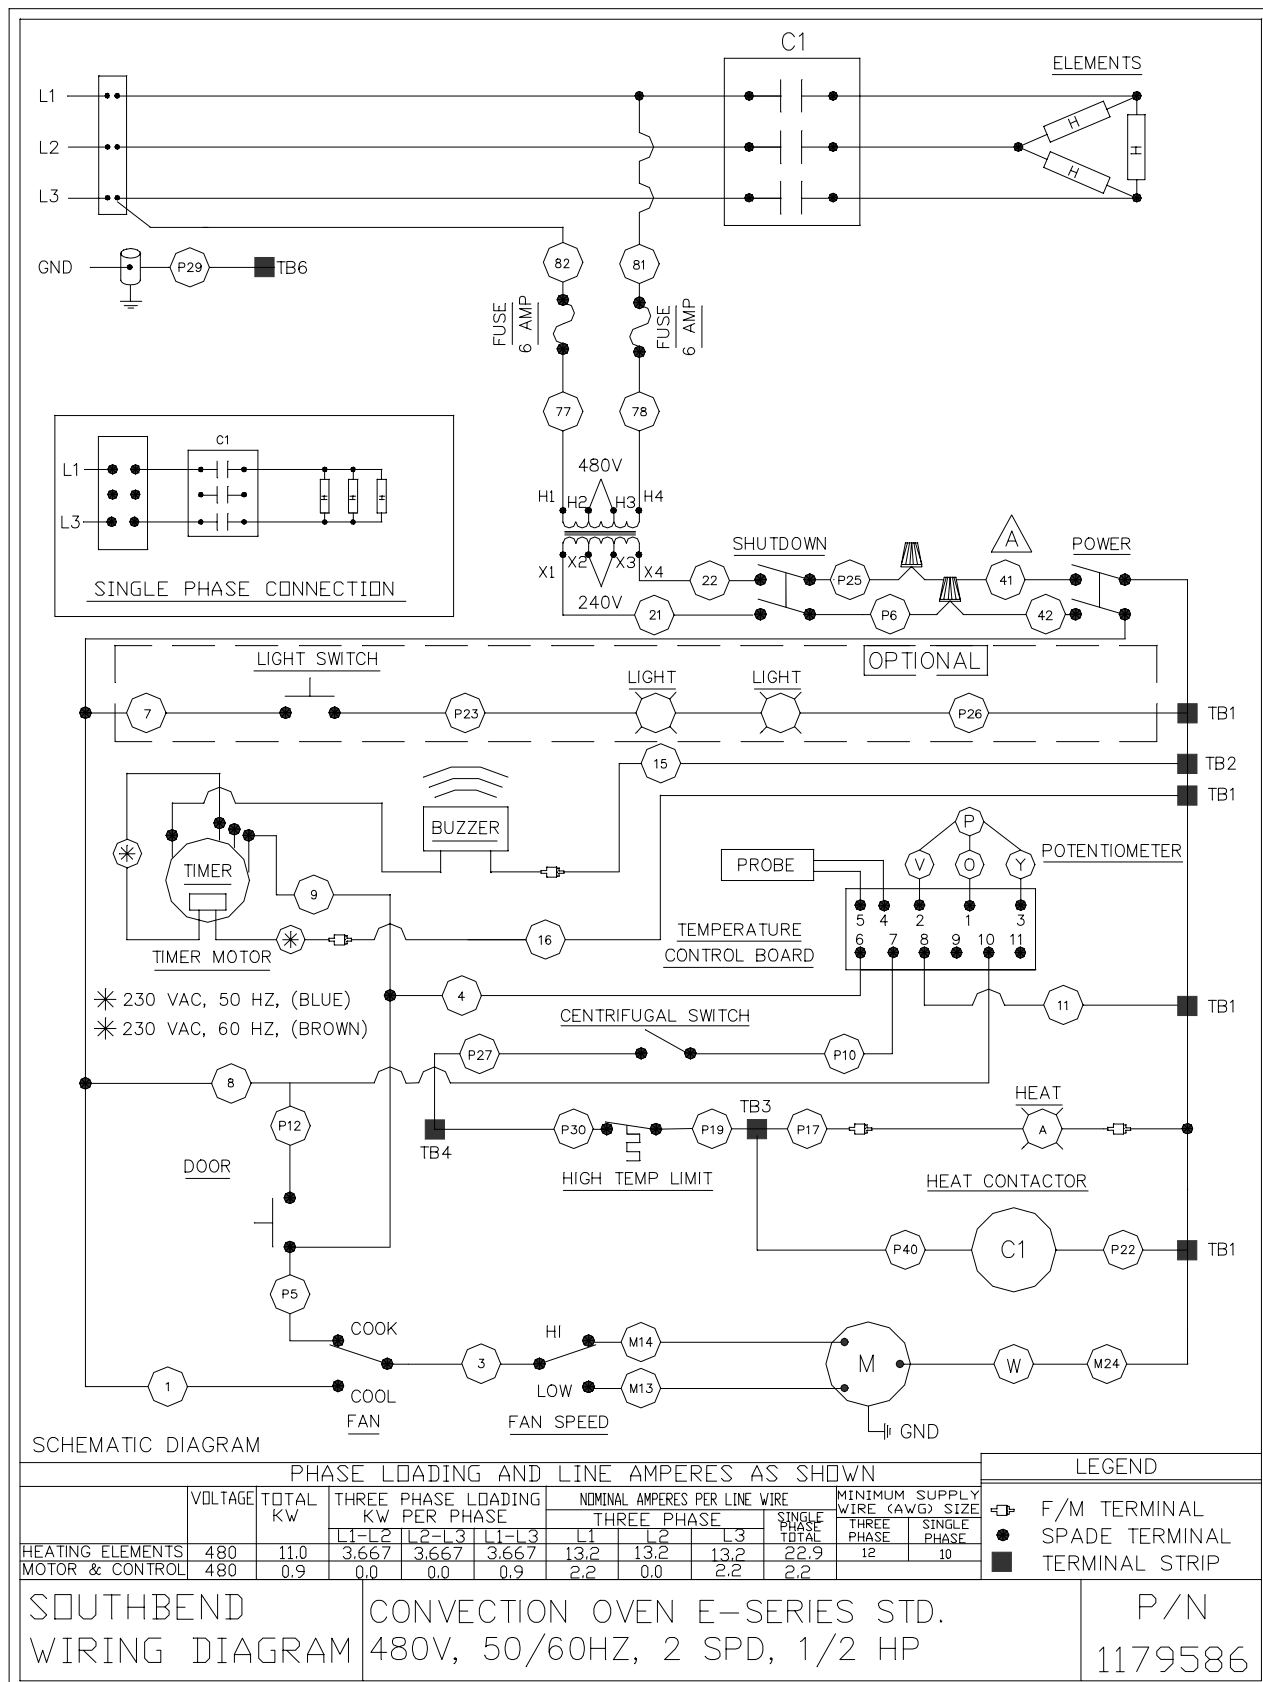 C1
ELEMENTS
L1
H
H
H
L2
L3
GND
P29
TB6
82
81
FUSE
6 AMP
FUSE
6 AMP
77
78
C1
L1
H
H
H
L3
SINGLE PHASE CONNECTION
480V
H1
H2
H3
H4
X1
X2
X3
X4
240V
SHUTDOWN
A
POWER
22
P25
41
21
P6
42
LIGHT SWITCH
LIGHT
LIGHT
OPTIONAL
7
P23
P26
TB1
15
TB2
TB1
BUZZER
TIMER
9
P
V
O
Y
POTENTIOMETER
PROBE
5 4 2 1 3
6 7 8 9 10 11
TEMPERATURE
CONTROL BOARD
16
TIMER MOTOR
✳ 230 VAC, 50 HZ, (BLUE)
✳ 230 VAC, 60 HZ, (BROWN)
4
11
TB1
CENTRIFUGAL SWITCH
P27
P10
8
P12
HEAT
TB3
TB4
P30
P19
P17
A
HIGH TEMP LIMIT
DOOR
HEAT CONTACTOR
P40
C1
P22
TB1
P5
COOK
HI
M14
3
M
W
M24
1
COOL
LOW
M13
FAN
FAN SPEED
GND
SCHEMATIC DIAGRAM
PHASE LOADING AND LINE AMPERES AS SHOWN
VOLTAGE
TOTAL
KW
THREE PHASE LOADING
KW PER PHASE
L1-L2 L2-L3 L1-L3
NOMINAL AMPERES PER LINE WIRE
THREE PHASE
L1 L2 L3
SINGLE
PHASE
TOTAL
MINIMUM SUPPLY
WIRE (AWG) SIZE
THREE
PHASE
SINGLE
PHASE
HEATING ELEMENTS 480 11.0 3.667 3.667 3.667 13.2 13.2 13.2 22.9 12 10
MOTOR & CONTROL 480 0.9 0.0 0.0 0.9 2.2 0.0 2.2 2.2
LEGEND
F/M TERMINAL
SPADE TERMINAL
TERMINAL STRIP
SOUTHBEND
WIRING DIAGRAM
CONVECTION OVEN E-SERIES STD.
480V, 50/60HZ, 2 SPD, 1/2 HP
P/N
1179586